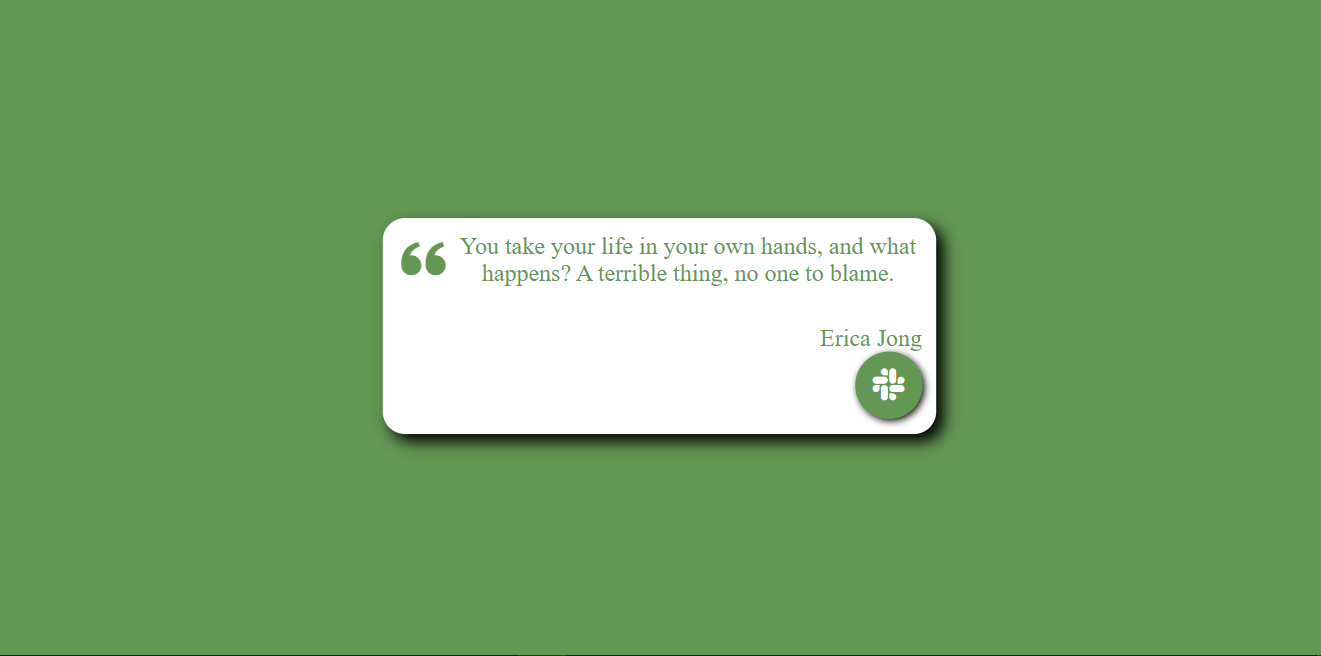 “
You take your life in your own hands, and what
happens? A terrible thing, no one to blame.
Erica Jong